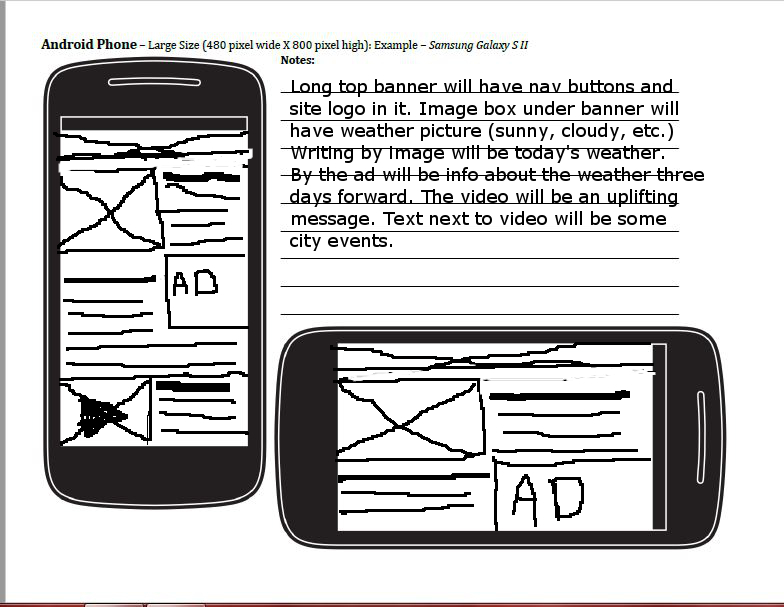 Android Phone – Large Size (480 pixel wide X 800 pixel high): Example – Samsung Galaxy S II
Notes:
Long top banner will have nav buttons and
site logo in it. Image box under banner will
have weather picture (sunny, cloudy, etc.)
Writing by image will be today's weather.
By the ad will be info about the weather three
days forward. The video will be an uplifting
message. Text next to video will be some
city events.
AD
AD